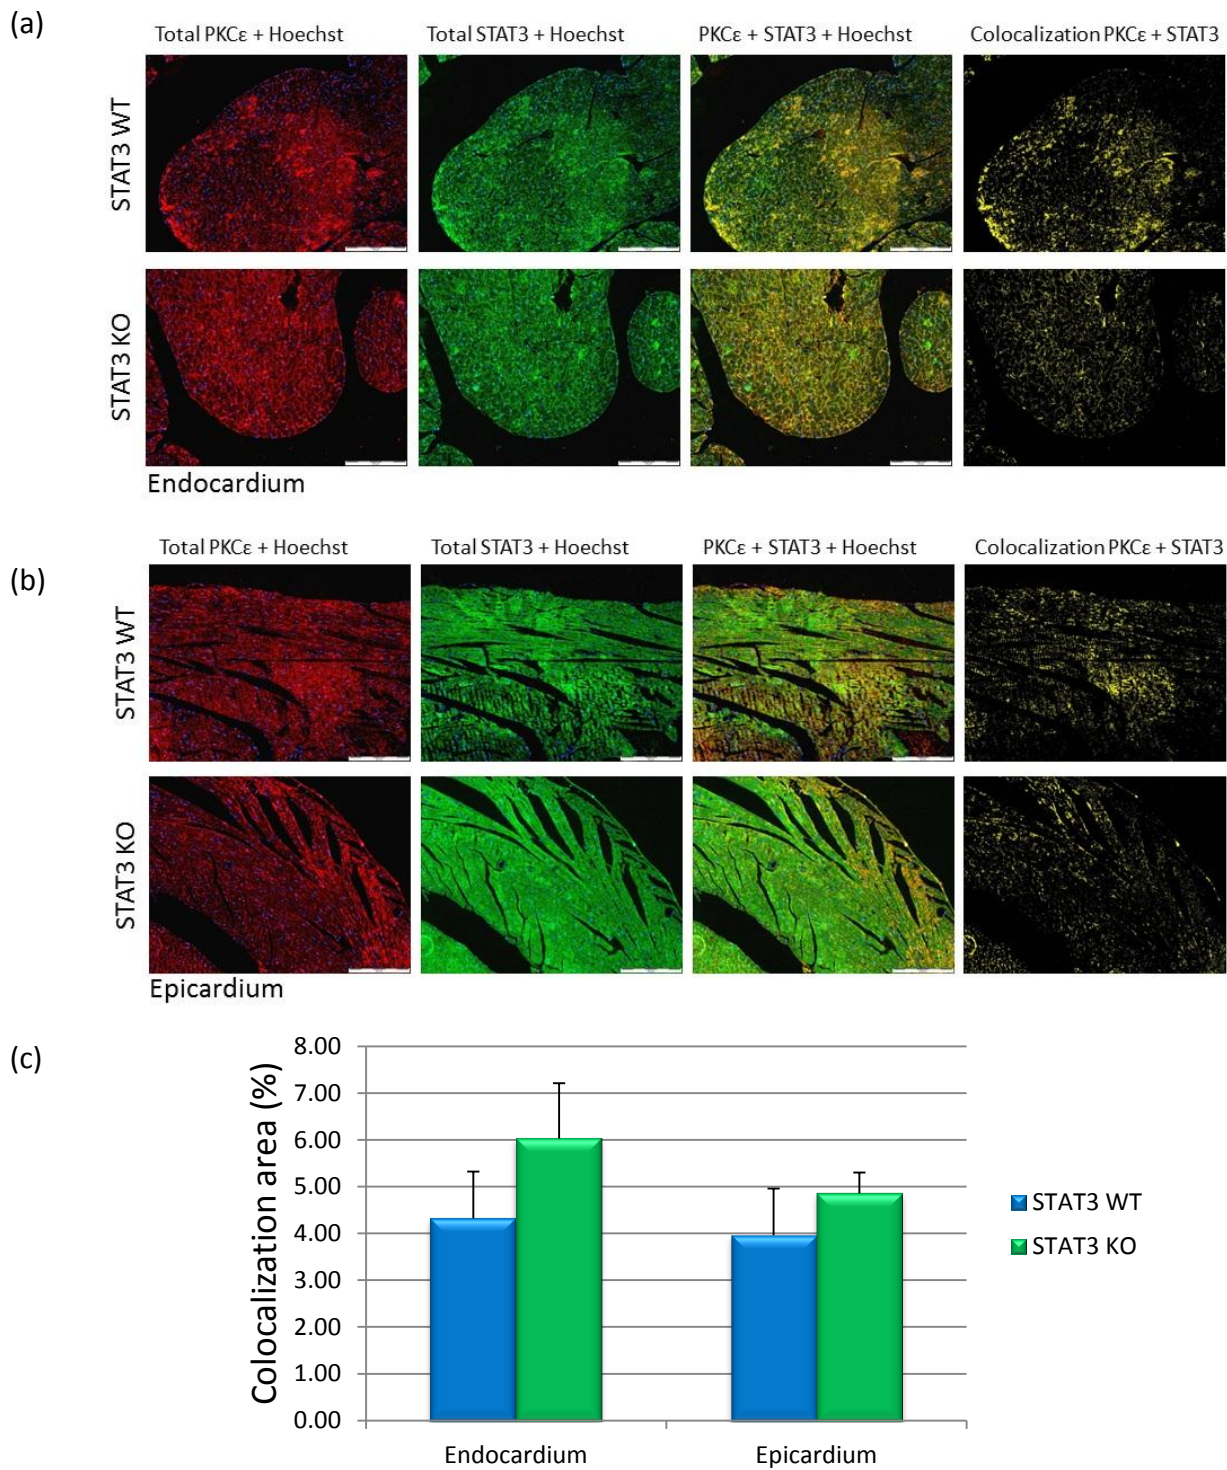 (a)
Total PKCε + Hoechst
Total STAT3 + Hoechst
PKCε + STAT3 + Hoechst
Colocalization PKCε + STAT3
STAT3 WT
STAT3 KO
Endocardium
(b)
Total PKCε + Hoechst
Total STAT3 + Hoechst
PKCε + STAT3 + Hoechst
Colocalization PKCε + STAT3
STAT3 WT
STAT3 KO
Epicardium
(c)
Colocalization area (%)
8.00
7.00
6.00
5.00
4.00
3.00
2.00
1.00
0.00
Endocardium
Epicardium
STAT3 WT
STAT3 KO